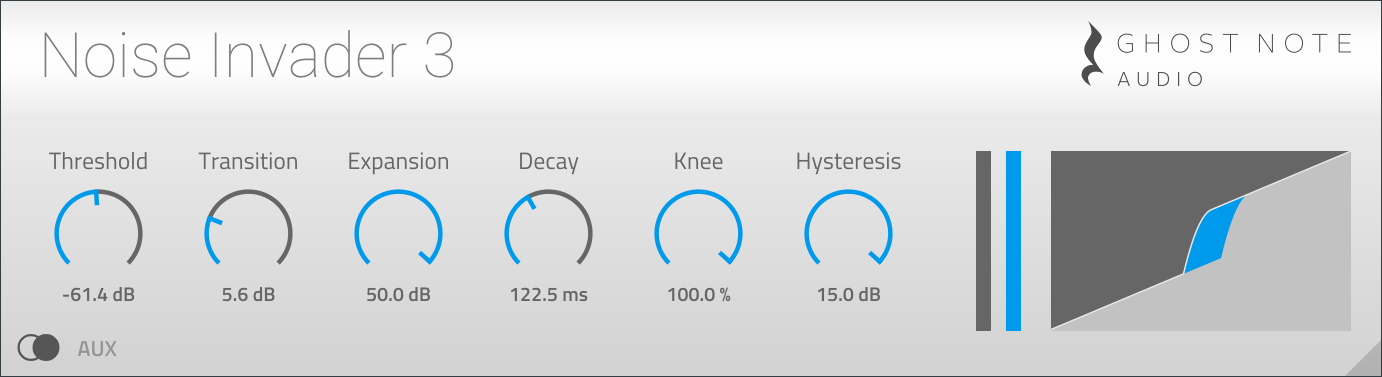 Noise Invader 3
GHOST NOTE
AUDIO
Threshold Transition Expansion Decay Knee Hysteresis
-61.4 dB 5.6 dB 50.0 dB 122.5 ms 100.0 % 15.0 dB
AUX